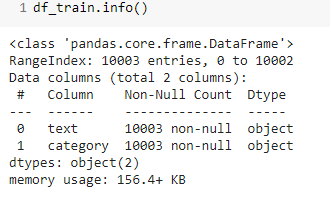 1 df_train.info()
<class 'pandas.core.frame.DataFrame'>
RangeIndex: 10003 entries, 0 to 10002
Data columns (total 2 columns):
 #   Column    Non-Null Count  Dtype
---  ------    --------------  -----
 0   text      10003 non-null  object
 1   category  10003 non-null  object
dtypes: object(2)
memory usage: 156.4+ KB